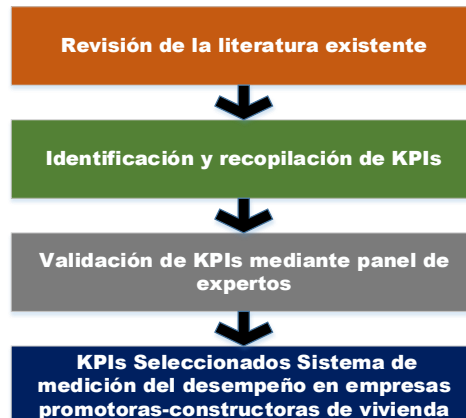 Revisión de la literatura existente
Identificación y recopilación de KPIs
Validación de KPIs mediante panel de
expertos
KPIs Seleccionados Sistema de
medición del desempeño en empresas
promotoras-constructoras de vivienda